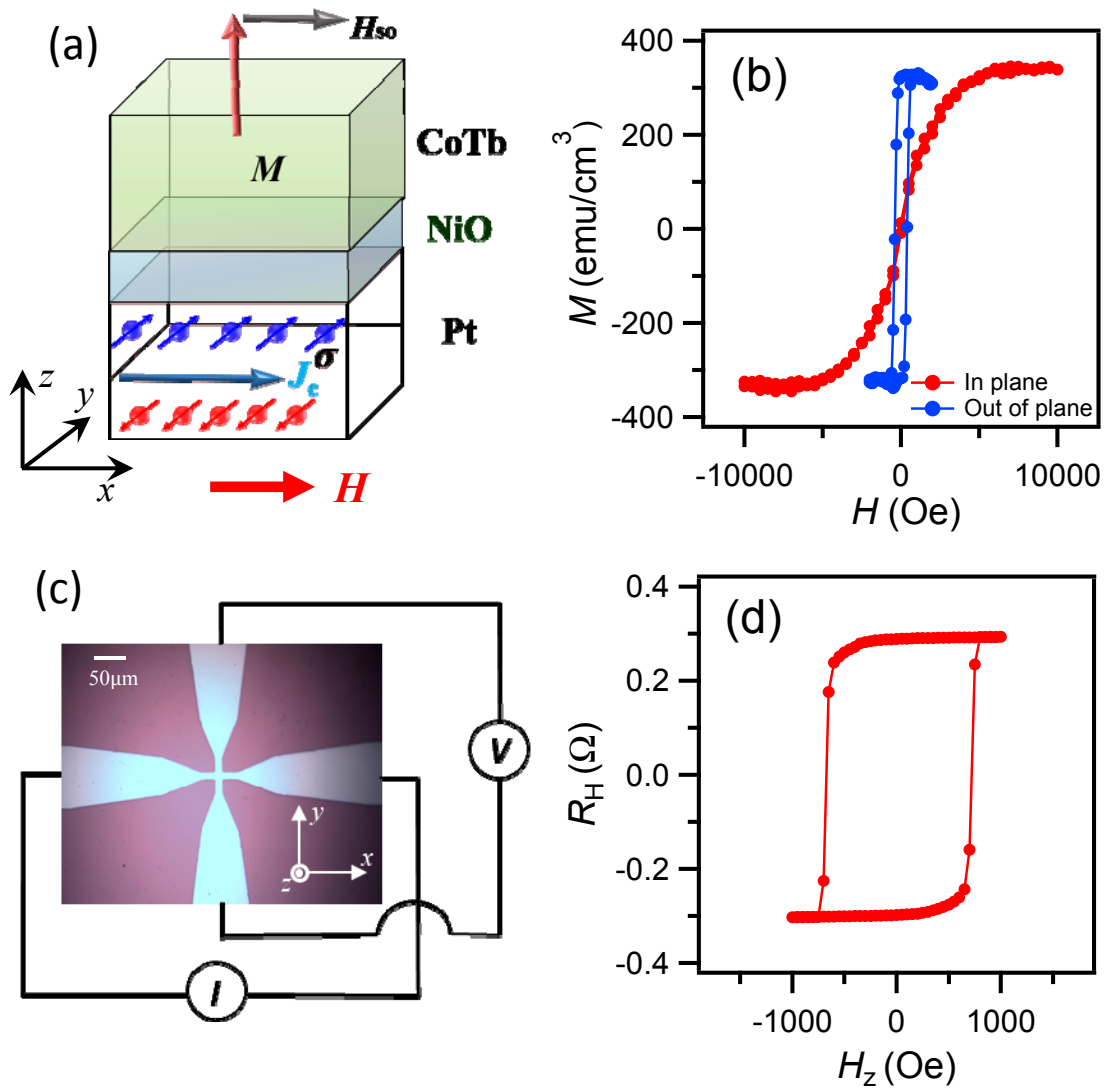 (a)
Hso
M
CoTb
NiO
Pt
σ
Jc
z
y
x
H
(b)
M (emu/cm³)
400
200
0
-200
-400
In plane
Out of plane
-10000
0
10000
H (Oe)
(c)
50μm
y
x
z
V
I
(d)
RH (Ω)
0.4
0.2
0.0
-0.2
-0.4
-1000
0
1000
Hz (Oe)